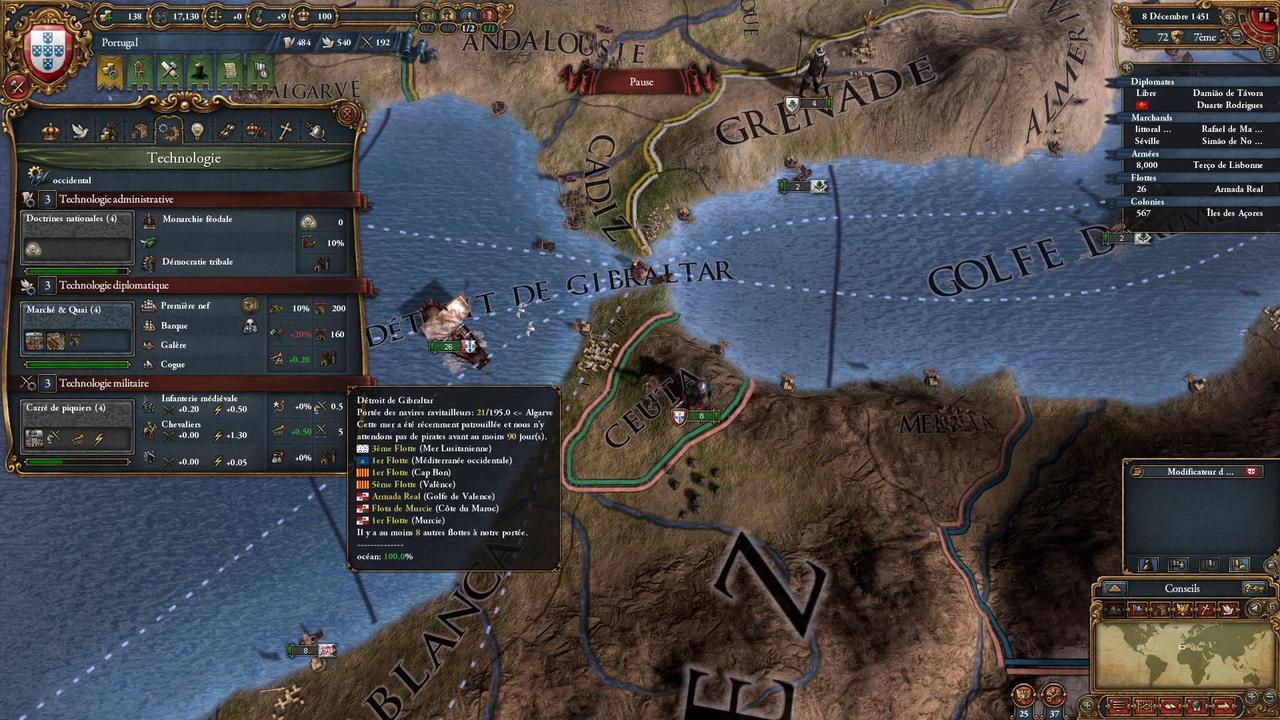 138
17,130
+0
+9
100
Portugal
484
540
192
0/2
0/0
1/2
1/1
8 Décembre 1451
72
7ème
Pause
ANDALOUSIE
ALGARVE
GRENADE
CADIZ
DÉTROIT DE GIBRALTAR
CEUTA
BLANCA
4
2
2
26
8
8
Technologie
occidental
3 Technologie administrative
Doctrines nationales (4)
Monarchie féodale
Démocratie tribale
0
10%
3 Technologie diplomatique
Marché & Quai (4)
Première nef
Barque
Galère
Cogue
10%
200
+20%
160
+0.20
3 Technologie militaire
Carré de piquiers (4)
Infanterie médiévale
+0.20 +0.50
Chevaliers
+0.00 +1.30
+0.00 +0.05
+0% 0.5
+0.50 5
+0%
Détroit de Gibraltar
Portée des navires ravitailleurs: 21/195.0 <= Algarve
Cette mer a été récemment patrouillée et nous n'y
attendons pas de pirates avant au moins 90 jour(s).
3ème Flotte (Mer Lusitanienne)
1er Flotte (Méditerranée occidentale)
1er Flotte (Cap Bon)
5ème Flotte (Valènce)
Armada Real (Golfe de Valence)
Flota de Murcie (Côte du Maroc)
1er Flotte (Murcie)
Il y a au moins 8 autres flottes à notre portée.
--------------
océan: 100.0%
Diplomates
Libre Damião de Távora
Duarte Rodrigues
Marchands
littoral ... Rafael de Ma ...
Séville Simão de No ...
Armées
8,000 Terço de Lisbonne
Flottes
26 Armada Real
Colonies
567 Îles des Açores
Modificateur d ...
Conseils
25
37